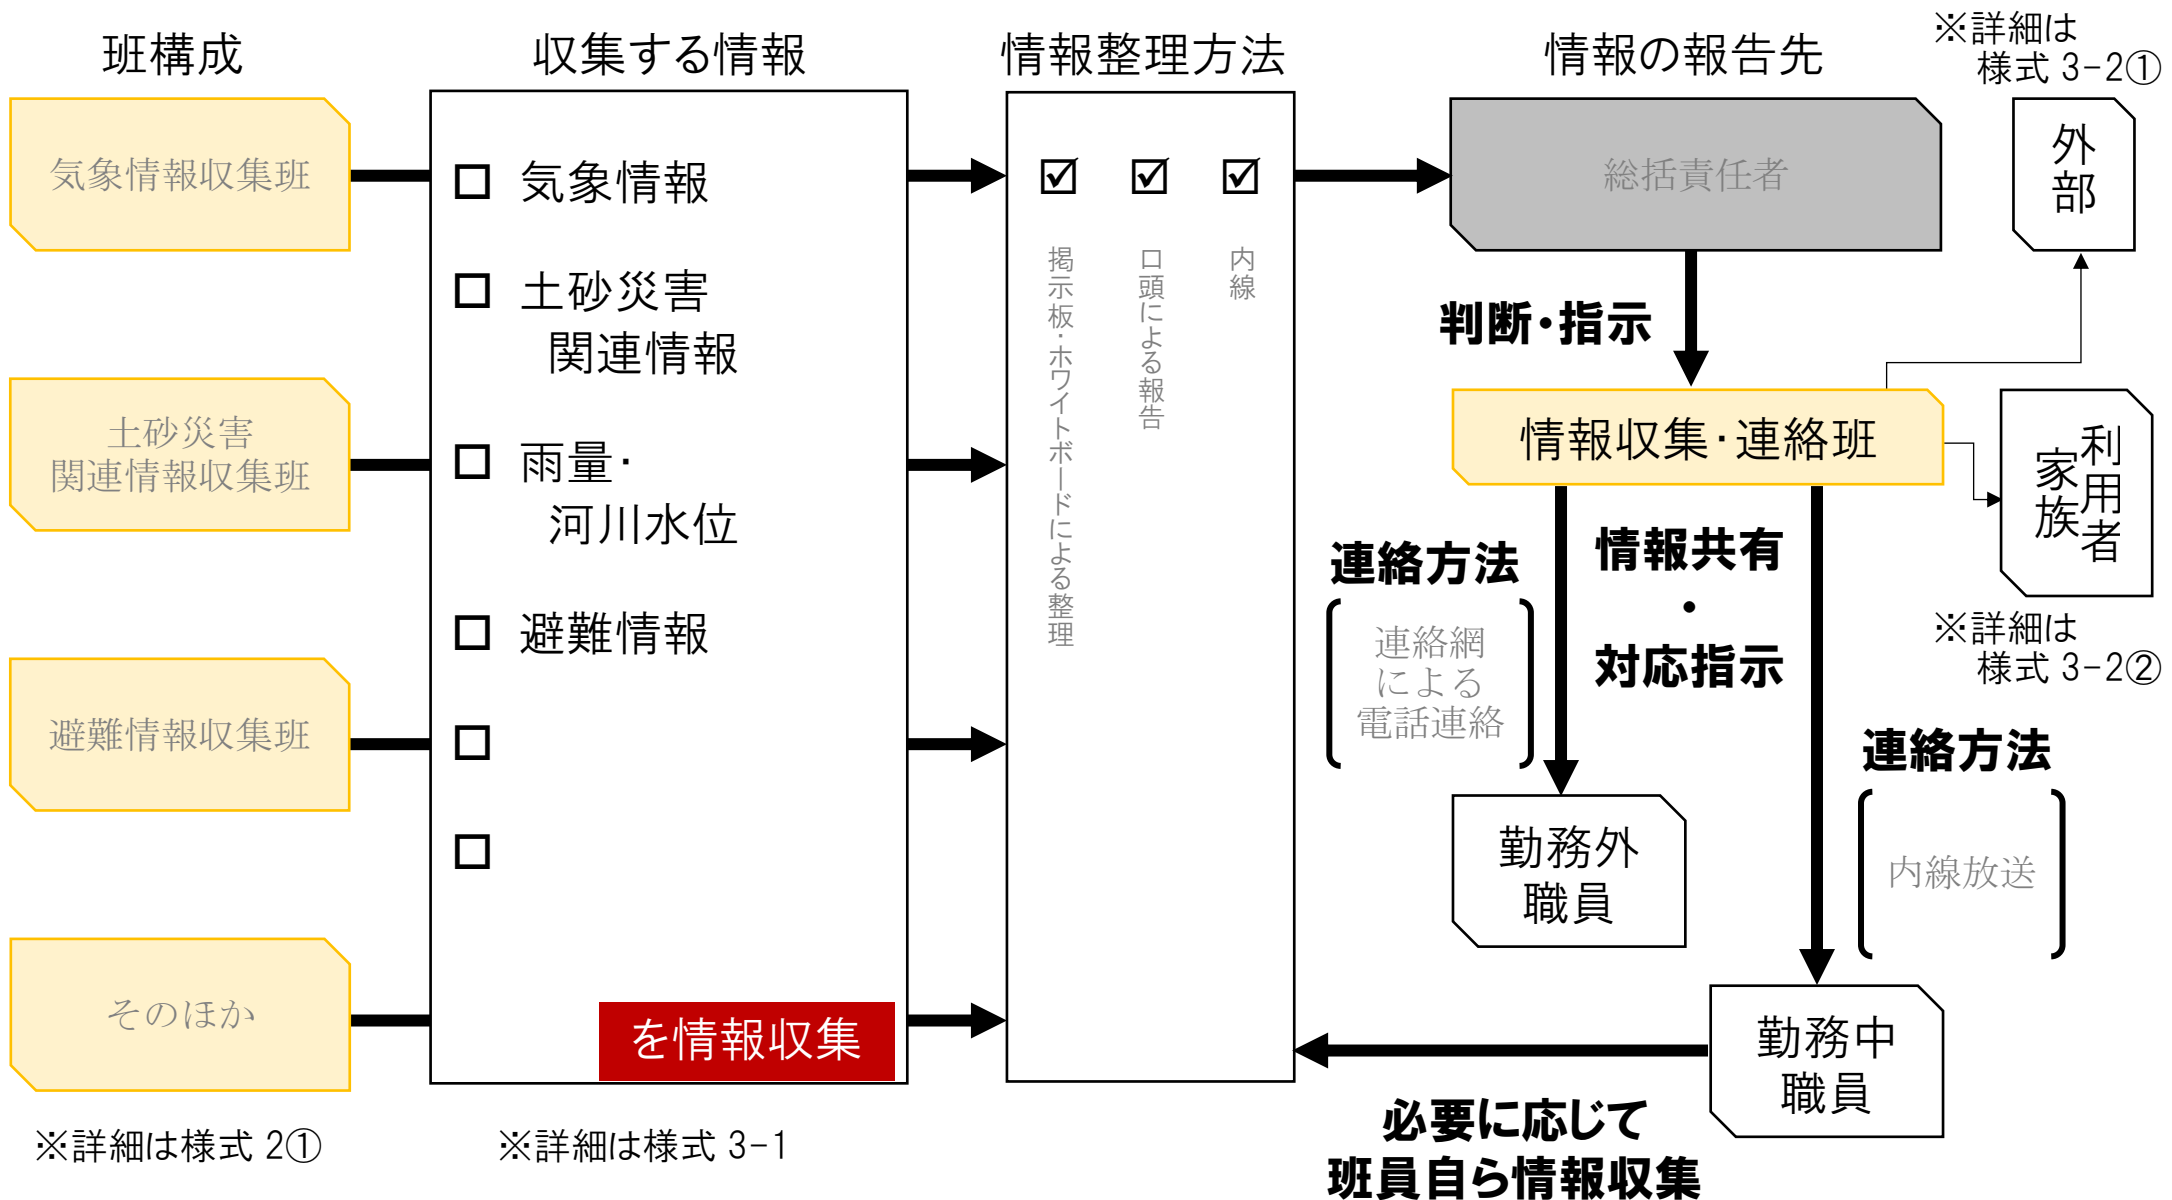 班構成
気象情報収集班
土砂災害
関連情報収集班
避難情報収集班
そのほか
※詳細は様式 2①
収集する情報
□ 気象情報
□ 土砂災害
関連情報
□ 雨量・
河川水位
□ 避難情報
□
□
を情報収集
※詳細は様式 3-1
情報整理方法
☑ 掲示板・ホワイトボードによる整理
☑ 口頭による報告
☑ 内線
情報の報告先
総括責任者
判断・指示
情報収集・連絡班
※詳細は
様式 3-2①
外部
利用者
家族
※詳細は
様式 3-2②
連絡方法
連絡網
による
電話連絡
情報共有
・
対応指示
連絡方法
内線放送
勤務外
職員
勤務中
職員
必要に応じて
班員自ら情報収集